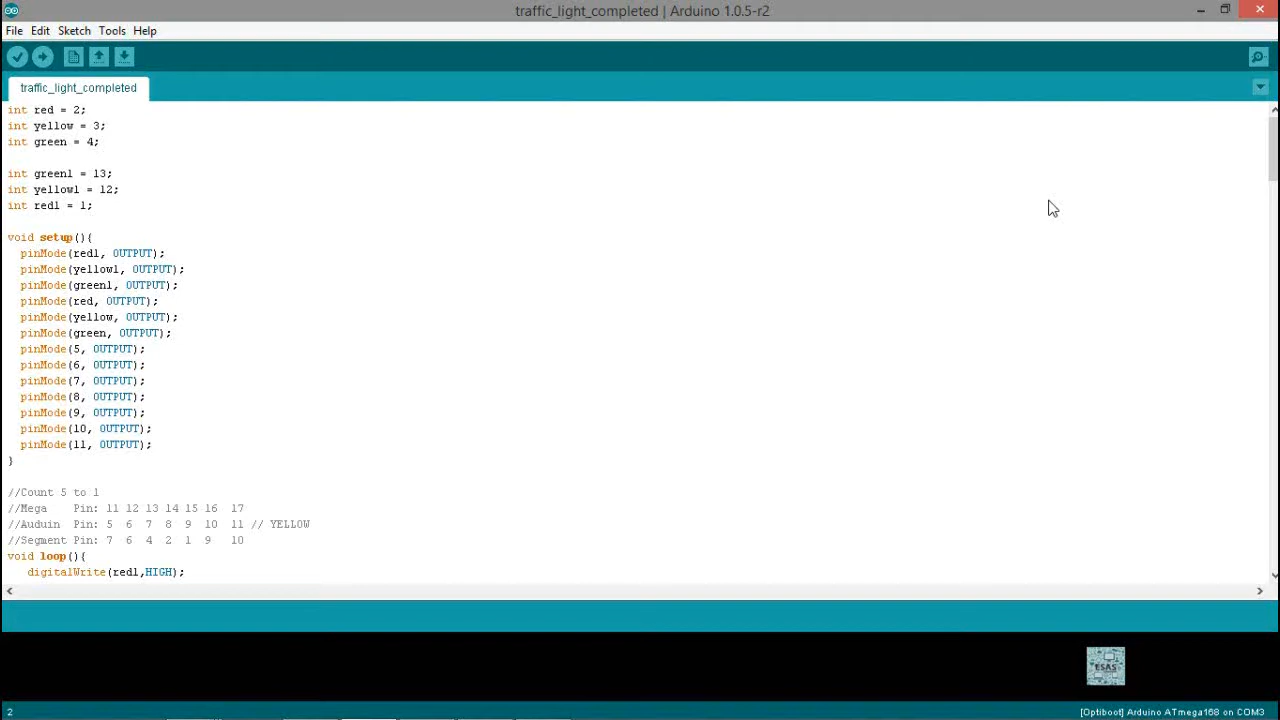 traffic_light_completed | Arduino 1.0.5-r2
File Edit Sketch Tools Help
traffic_light_completed
int red = 2;
int yellow = 3;
int green = 4;
int green1 = 13;
int yellow1 = 12;
int red1 = 1;
void setup(){
pinMode(red1, OUTPUT);
pinMode(yellow1, OUTPUT);
pinMode(green1, OUTPUT);
pinMode(red, OUTPUT);
pinMode(yellow, OUTPUT);
pinMode(green, OUTPUT);
pinMode(5, OUTPUT);
pinMode(6, OUTPUT);
pinMode(7, OUTPUT);
pinMode(8, OUTPUT);
pinMode(9, OUTPUT);
pinMode(10, OUTPUT);
pinMode(11, OUTPUT);
}
//Count 5 to 1
//Mega Pin: 11 12 13 14 15 16 17
//Auduin Pin: 5 6 7 8 9 10 11 // YELLOW
//Segment Pin: 7 6 4 2 1 9 10
void loop(){
digitalWrite(red1,HIGH);
ESAS
2 [Optiboot] Arduino ATmega168 on COM3